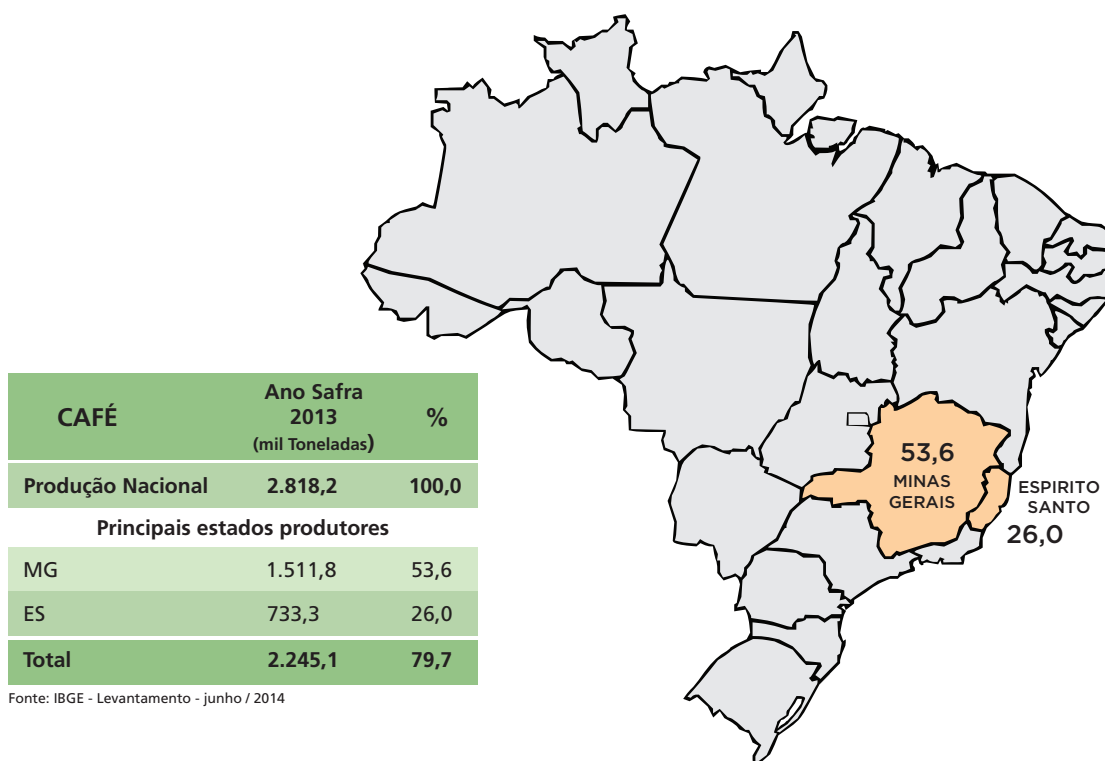 CAFÉ
Ano Safra
2013
(mil Toneladas)
%
Produção Nacional 2.818,2 100,0
Principais estados produtores
MG 1.511,8 53,6
ES 733,3 26,0
Total 2.245,1 79,7
Fonte: IBGE - Levantamento - junho / 2014
53,6
MINAS
GERAIS
ESPIRITO
SANTO
26,0